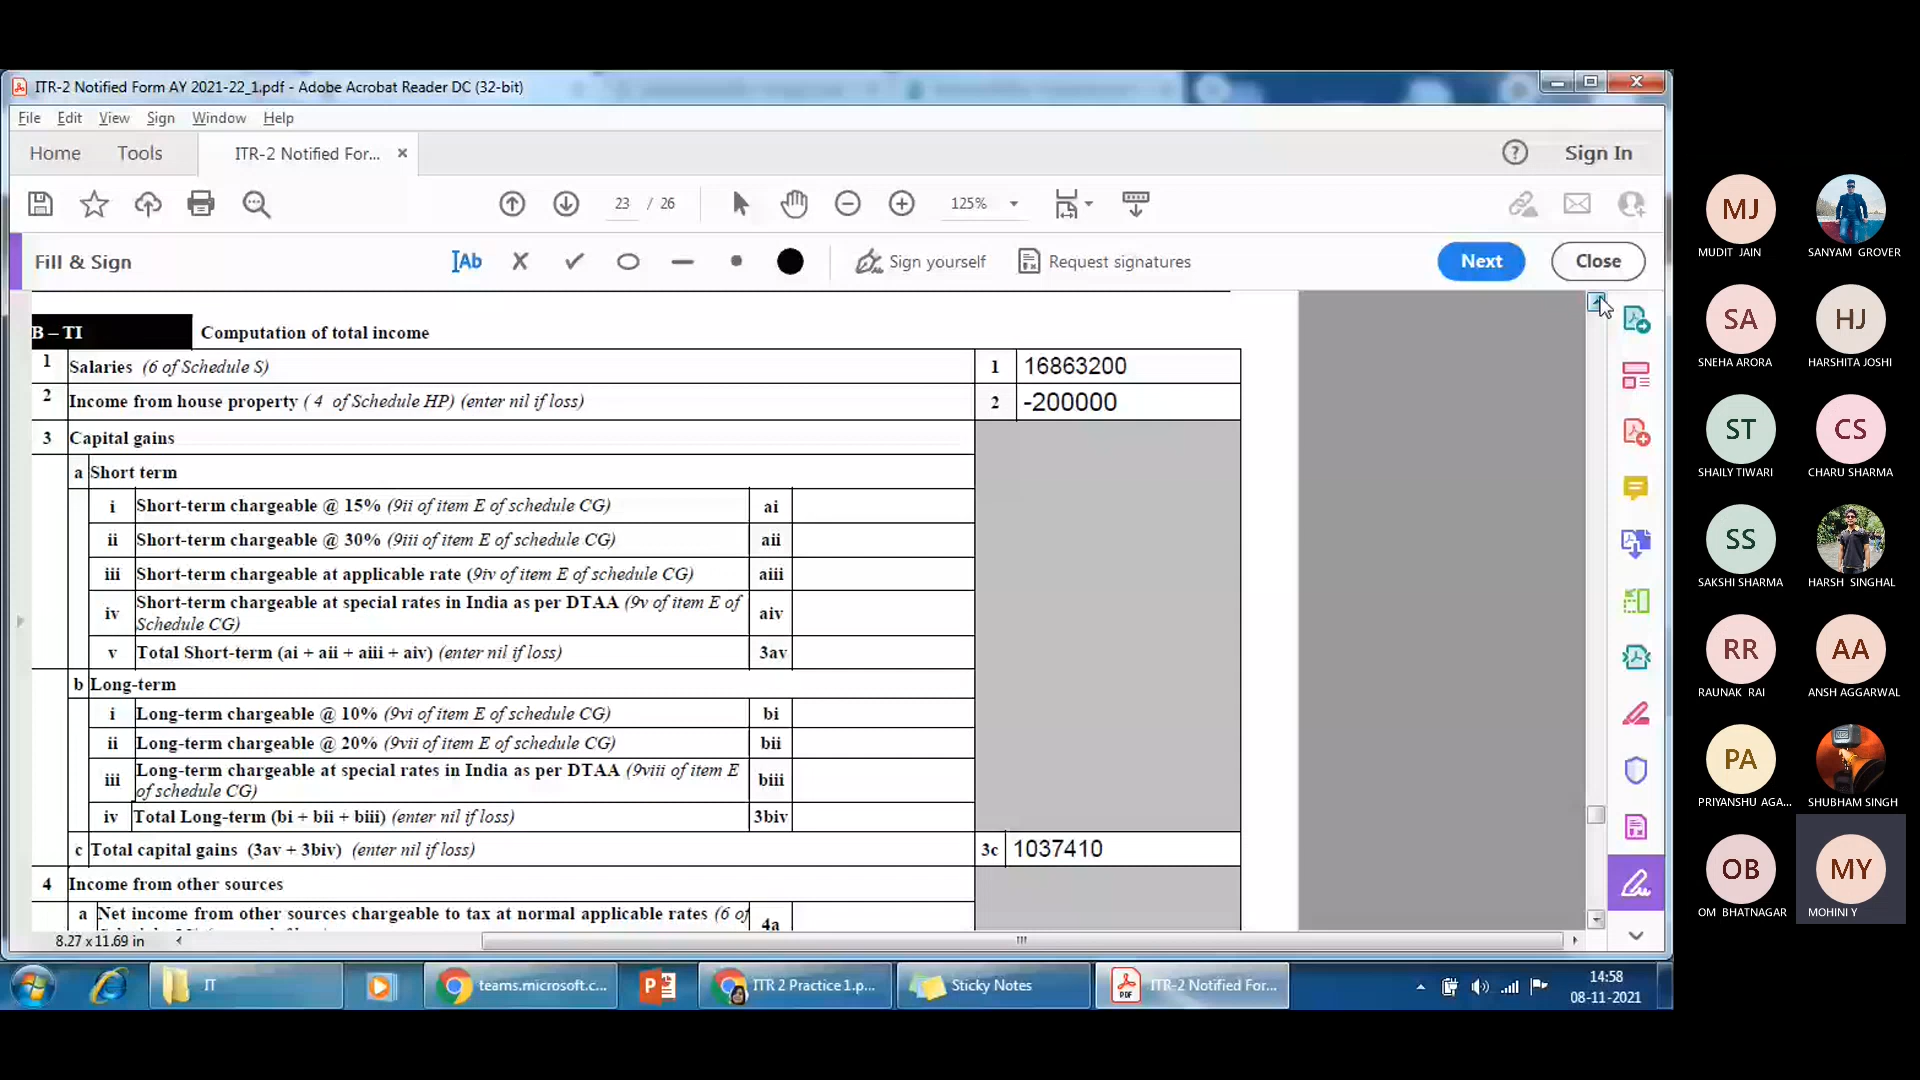 ITR-2 Notified Form AY 2021-22_1.pdf - Adobe Acrobat Reader DC (32-bit)
File Edit View Sign Window Help
Home Tools ITR-2 Notified For... × Sign In
23 / 26 125%
Fill & Sign Ab Sign yourself Request signatures Next Close
B – TI Computation of total income
1 Salaries (6 of Schedule S) 1 16863200
2 Income from house property ( 4 of Schedule HP) (enter nil if loss) 2 -200000
3 Capital gains
a Short term
i Short-term chargeable @ 15% (9ii of item E of schedule CG) ai
ii Short-term chargeable @ 30% (9iii of item E of schedule CG) aii
iii Short-term chargeable at applicable rate (9iv of item E of schedule CG) aiii
iv Short-term chargeable at special rates in India as per DTAA (9v of item E of
Schedule CG) aiv
v Total Short-term (ai + aii + aiii + aiv) (enter nil if loss) 3av
b Long-term
i Long-term chargeable @ 10% (9vi of item E of schedule CG) bi
ii Long-term chargeable @ 20% (9vii of item E of schedule CG) bii
iii Long-term chargeable at special rates in India as per DTAA (9viii of item E
of schedule CG) biii
iv Total Long-term (bi + bii + biii) (enter nil if loss) 3biv
c Total capital gains (3av + 3biv) (enter nil if loss) 3c 1037410
4 Income from other sources
a Net income from other sources chargeable to tax at normal applicable rates (6 of
4a
8.27 x 11.69 in
IT teams.microsoft.c... ITR 2 Practice 1.p... Sticky Notes PDF ITR-2 Notified For...
14:58
08-11-2021
MJ
MUDIT JAIN SANYAM GROVER
SA HJ
SNEHA ARORA HARSHITA JOSHI
ST CS
SHAILY TIWARI CHARU SHARMA
SS
SAKSHI SHARMA HARSH SINGHAL
RR AA
RAUNAK RAI ANSH AGGARWAL
PA
PRIYANSHU AGA... SHUBHAM SINGH
OB MY
OM BHATNAGAR MOHINI Y